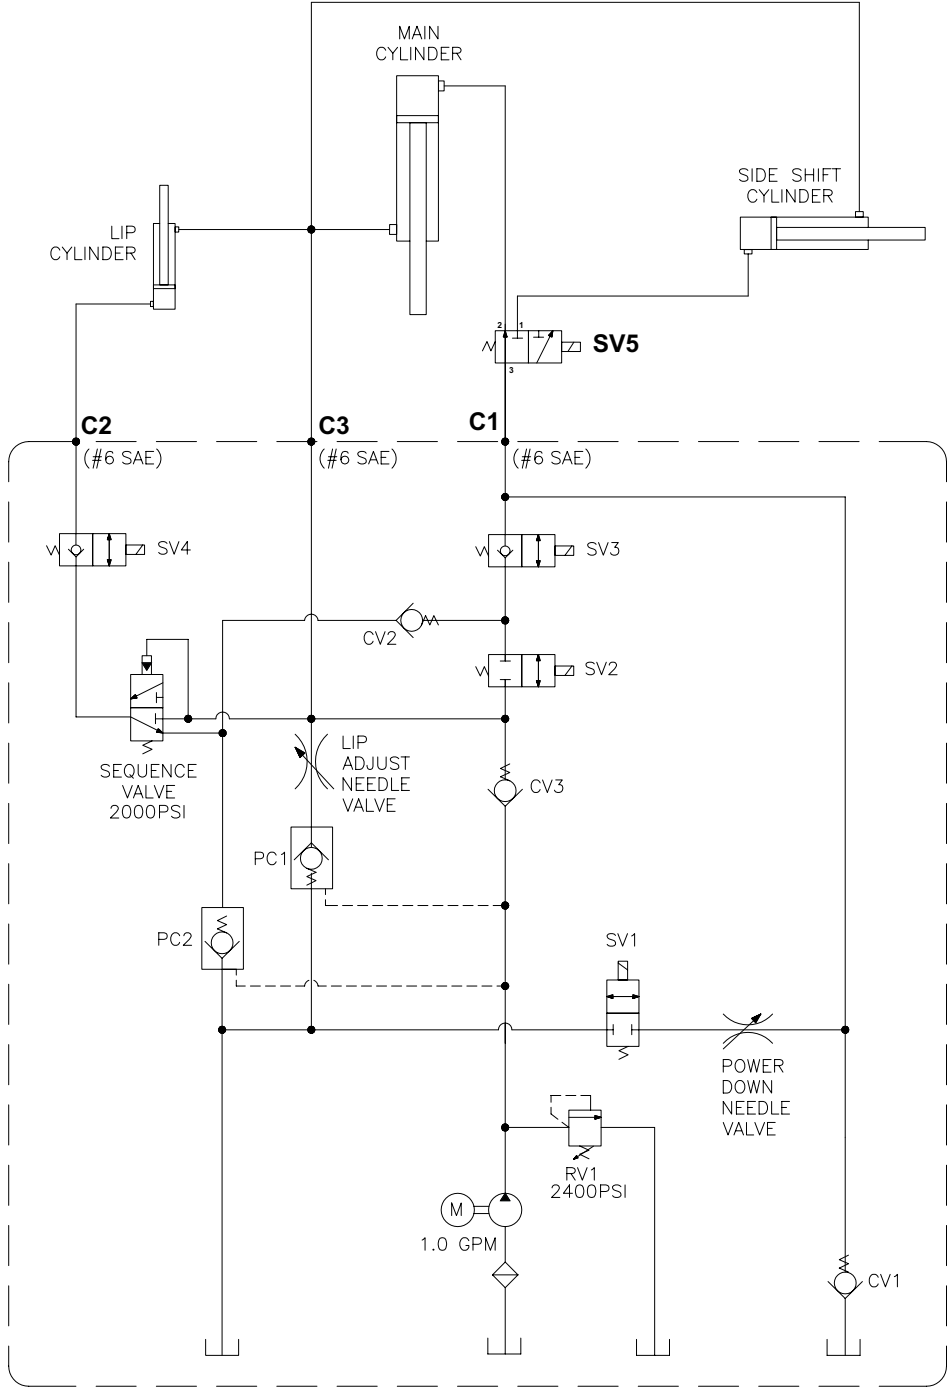 MAIN
CYLINDER
SIDE SHIFT
CYLINDER
LIP
CYLINDER
2 1
SV5
3
C2
C3
C1
(#6 SAE)
(#6 SAE)
(#6 SAE)
SV4
SV3
CV2
SV2
SEQUENCE
VALVE
2000PSI
LIP
ADJUST
NEEDLE
VALVE
CV3
PC1
PC2
SV1
POWER
DOWN
NEEDLE
VALVE
RV1
2400PSI
M
1.0 GPM
CV1